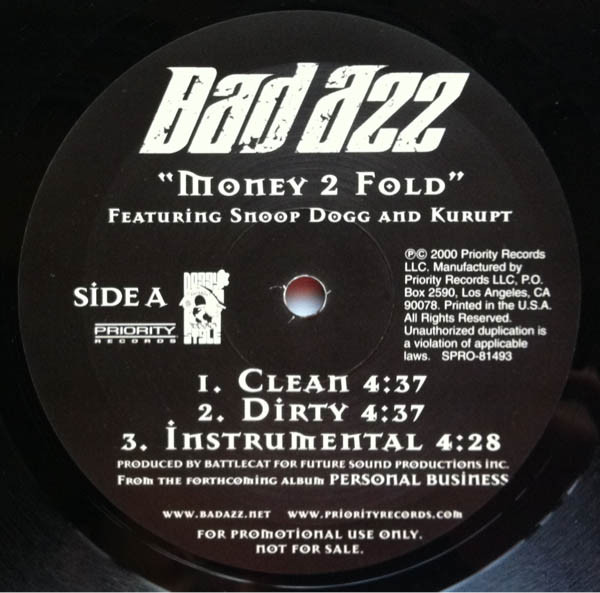 Bad Azz
"Money 2 Fold"
Featuring Snoop Dogg and Kurupt
SIDE A
PRIORITY
RECORDS
℗© 2000 Priority Records
LLC. Manufactured by
Priority Records LLC, P.O.
Box 2590, Los Angeles, CA
90078. Printed in the U.S.A.
All Rights Reserved.
Unauthorized duplication is
a violation of applicable
laws. SPRO-81493
1. Clean 4:37
2. Dirty 4:37
3. Instrumental 4:28
PRODUCED BY BATTLECAT FOR FUTURE SOUND PRODUCTIONS INC.
From the forthcoming album PERSONAL BUSINESS
www.badazz.net www.priorityrecords.com
FOR PROMOTIONAL USE ONLY.
NOT FOR SALE.